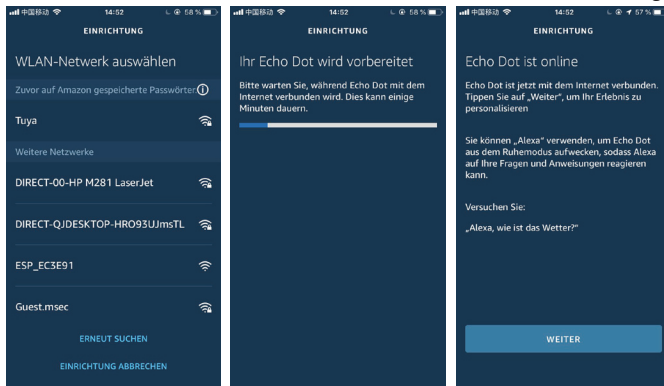 中国移动 14:52 58 %
EINRICHTUNG
WLAN-Netwerk auswählen
Zuvor auf Amazon gespeicherte Passwörter
Tuya
Weitere Netzwerke
DIRECT-00-HP M281 LaserJet
DIRECT-QJDESKTOP-HRO93UJmsTL
ESP_EC3E91
Guest.msec
ERNEUT SUCHEN
EINRICHTUNG ABBRECHEN
中国移动 14:52 58 %
EINRICHTUNG
Ihr Echo Dot wird vorbereitet
Bitte warten Sie, während Echo Dot mit dem
Internet verbunden wird. Dies kann einige
Minuten dauern.
中国移动 14:52 57 %
EINRICHTUNG
Echo Dot ist online
Echo Dot ist jetzt mit dem Internet verbunden.
Tippen Sie auf „Weiter", um Ihr Erlebnis zu
personalisieren
Sie können „Alexa" verwenden, um Echo Dot
aus dem Ruhemodus aufwecken, sodass Alexa
auf Ihre Fragen und Anweisungen reagieren
kann.
Versuchen Sie:
„Alexa, wie ist das Wetter?"
WEITER